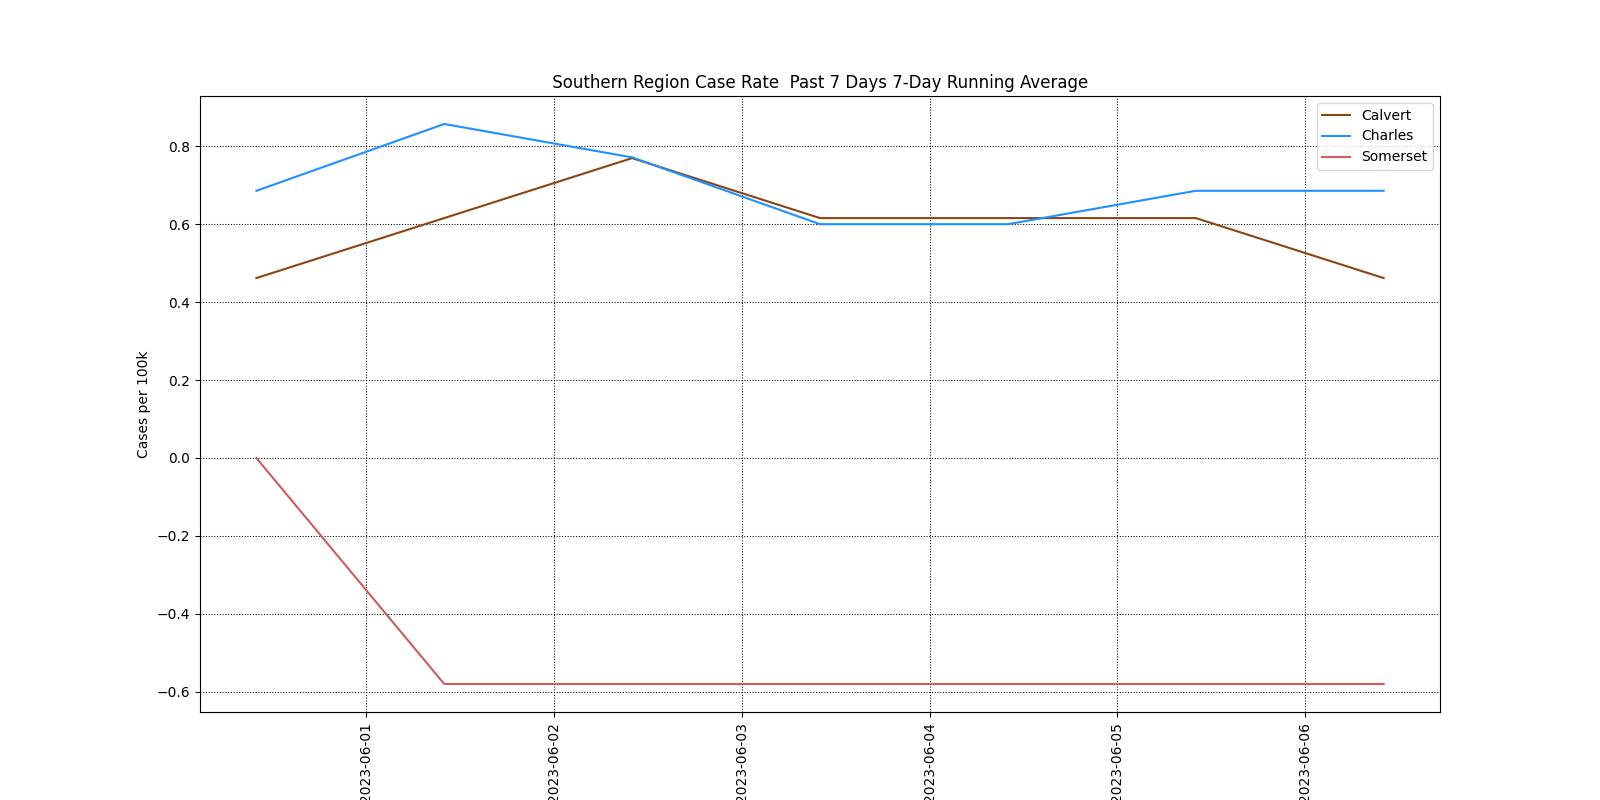 Southern Region Case Rate  Past 7 Days 7-Day Running Average
Calvert
Charles
Somerset
Cases per 100k
0.8
0.6
0.4
0.2
0.0
−0.2
−0.4
−0.6
2023-06-01
2023-06-02
2023-06-03
2023-06-04
2023-06-05
2023-06-06